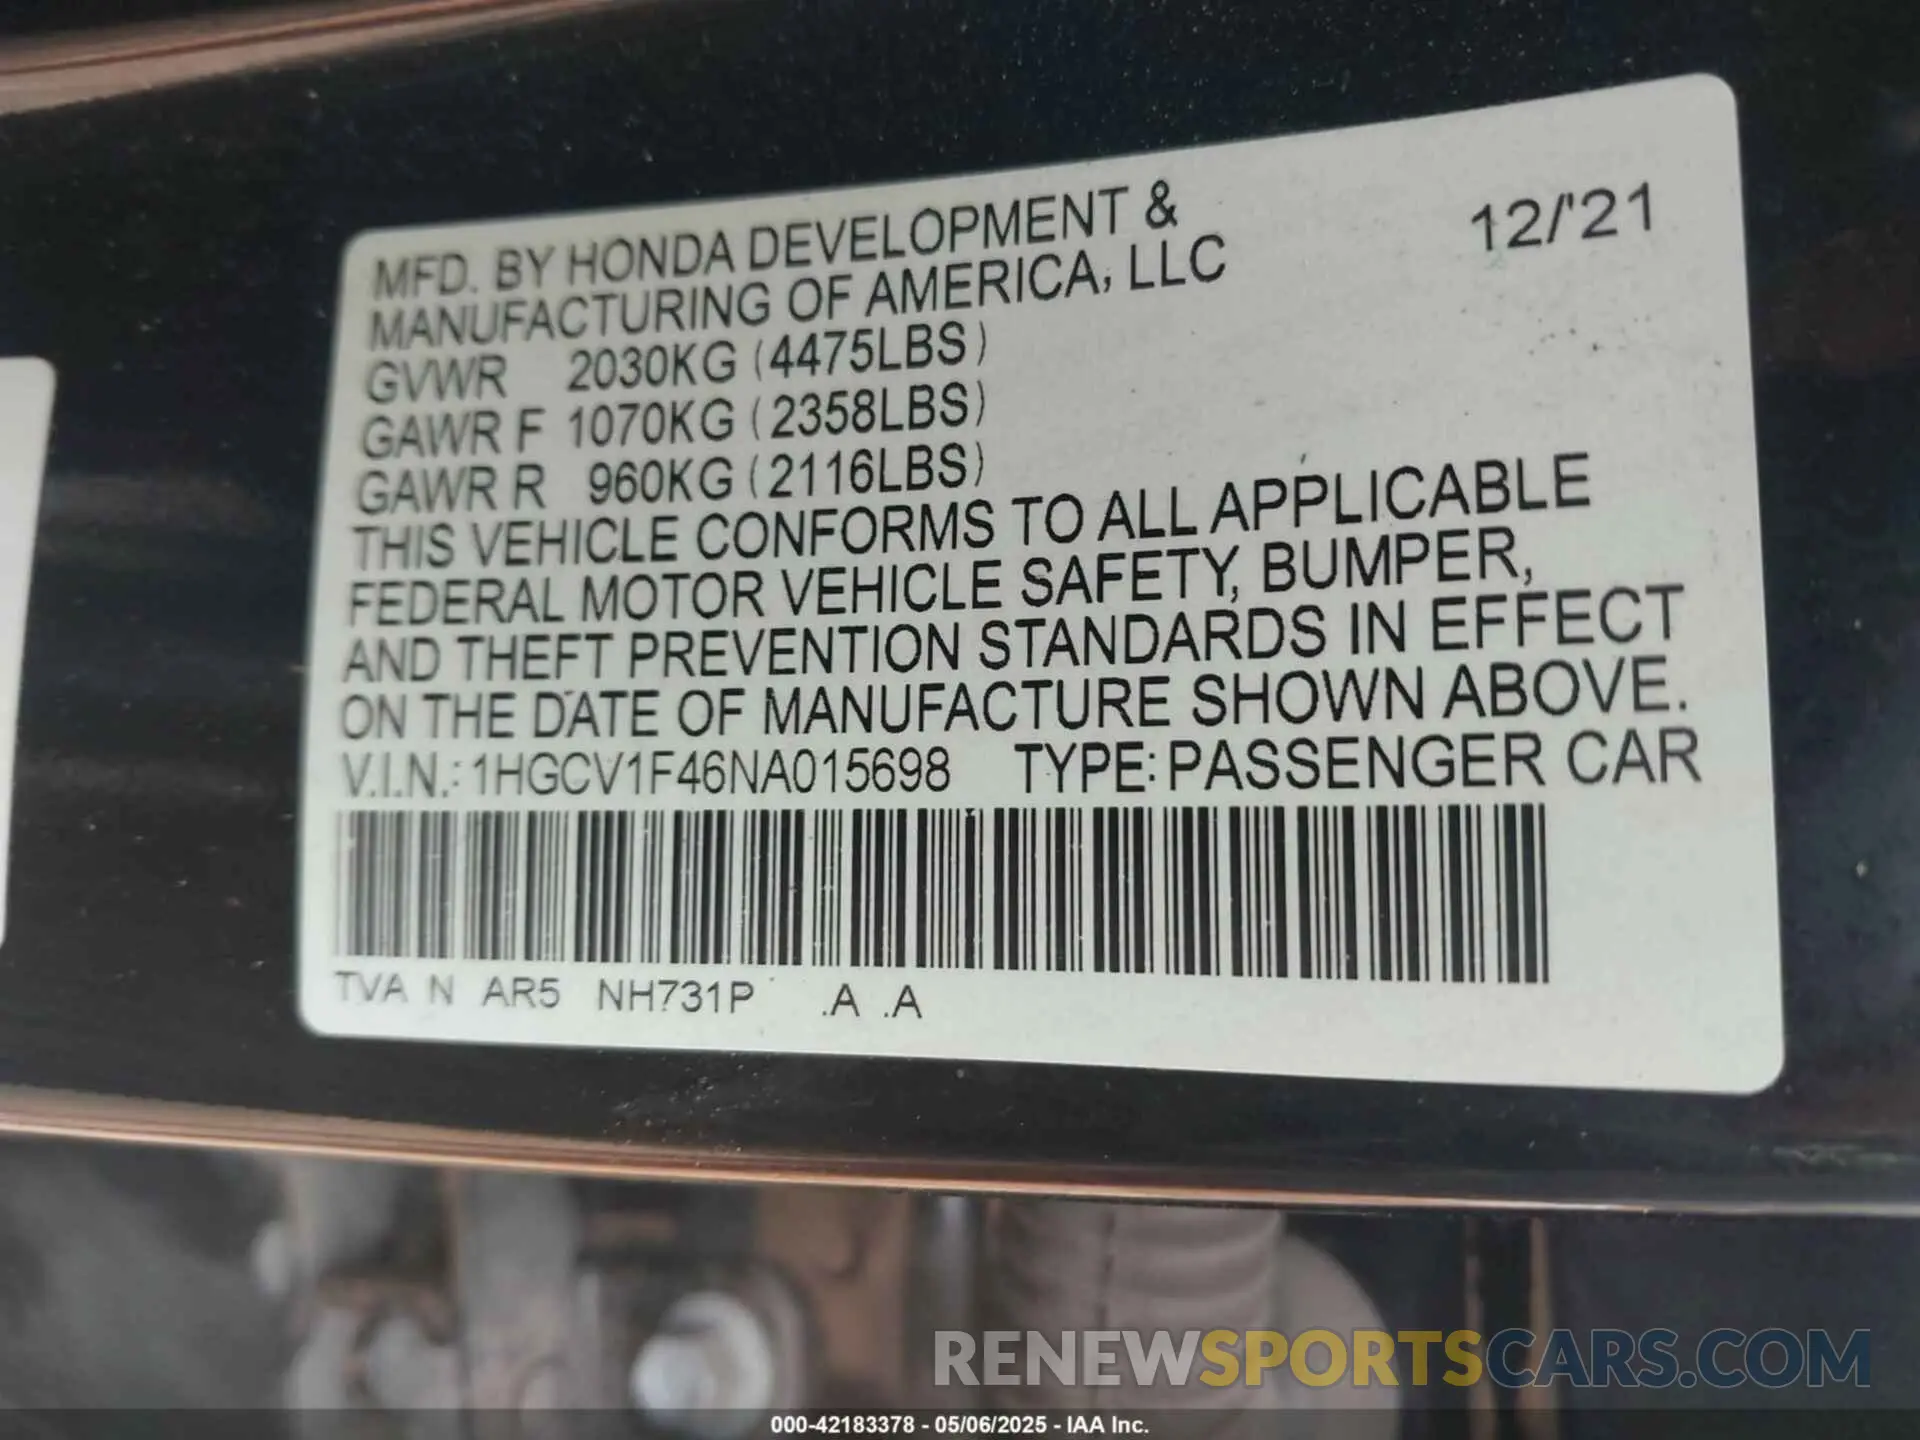 MFD. BY HONDA DEVELOPMENT & 12/'21
MANUFACTURING OF AMERICA, LLC
GVWR 2030KG (4475LBS)
GAWR F 1070KG (2358LBS)
GAWR R 960KG (2116LBS)
THIS VEHICLE CONFORMS TO ALL APPLICABLE
FEDERAL MOTOR VEHICLE SAFETY, BUMPER,
AND THEFT PREVENTION STANDARDS IN EFFECT
ON THE DATE OF MANUFACTURE SHOWN ABOVE.
V.I.N.: 1HGCV1F46NA015698 TYPE: PASSENGER CAR
TVA N AR5 NH731P .A .A
RENEWSPORTSCARS.COM
000-42183378 - 05/06/2025 - IAA Inc.